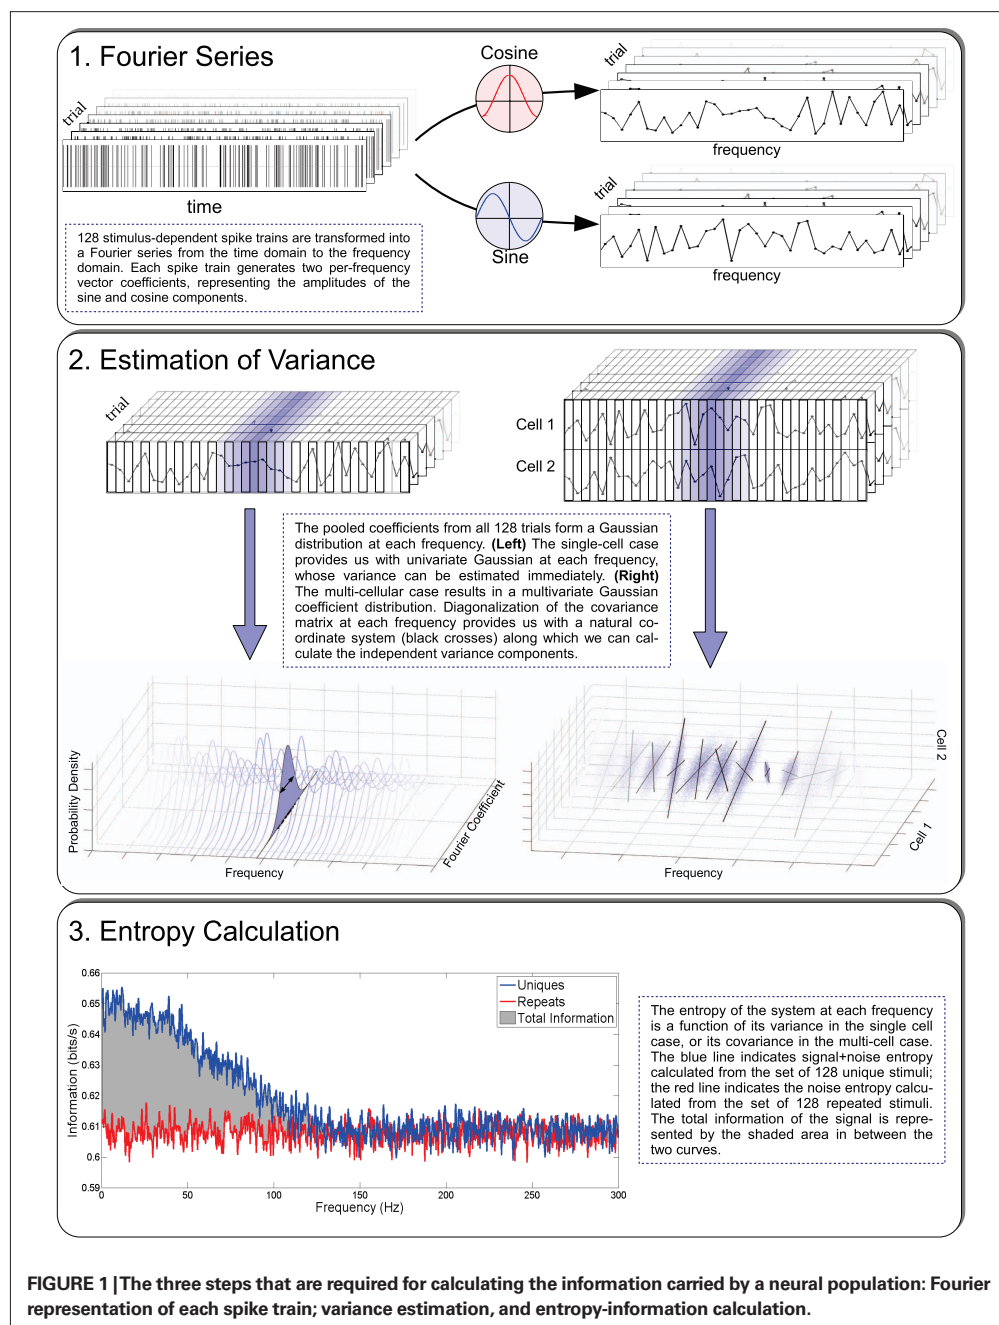 1. Fourier Series
trial
time
Cosine
Sine
trial
frequency
trial
frequency
128 stimulus-dependent spike trains are transformed into
a Fourier series from the time domain to the frequency
domain. Each spike train generates two per-frequency
vector coefficients, representing the amplitudes of the
sine and cosine components.
2. Estimation of Variance
trial
Cell 1
Cell 2
The pooled coefficients from all 128 trials form a Gaussian
distribution at each frequency. (Left) The single-cell case
provides us with univariate Gaussian at each frequency,
whose variance can be estimated immediately. (Right)
The multi-cellular case results in a multivariate Gaussian
coefficient distribution. Diagonalization of the covariance
matrix at each frequency provides us with a natural co-
ordinate system (black crosses) along which we can cal-
culate the independent variance components.
Probability Density
Frequency
Fourier Coefficient
Frequency
Cell 1
Cell 2
3. Entropy Calculation
Information (bits/s)
0.66
0.65
0.64
0.63
0.62
0.61
0.6
0.59
0
50
100
150
200
250
300
Frequency (Hz)
Uniques
Repeats
Total Information
The entropy of the system at each frequency
is a function of its variance in the single cell
case, or its covariance in the multi-cell case.
The blue line indicates signal+noise entropy
calculated from the set of 128 unique stimuli;
the red line indicates the noise entropy calcu-
lated from the set of 128 repeated stimuli.
The total information of the signal is repre-
sented by the shaded area in between the
two curves.
FIGURE 1 | The three steps that are required for calculating the information carried by a neural population: Fourier
representation of each spike train; variance estimation, and entropy-information calculation.